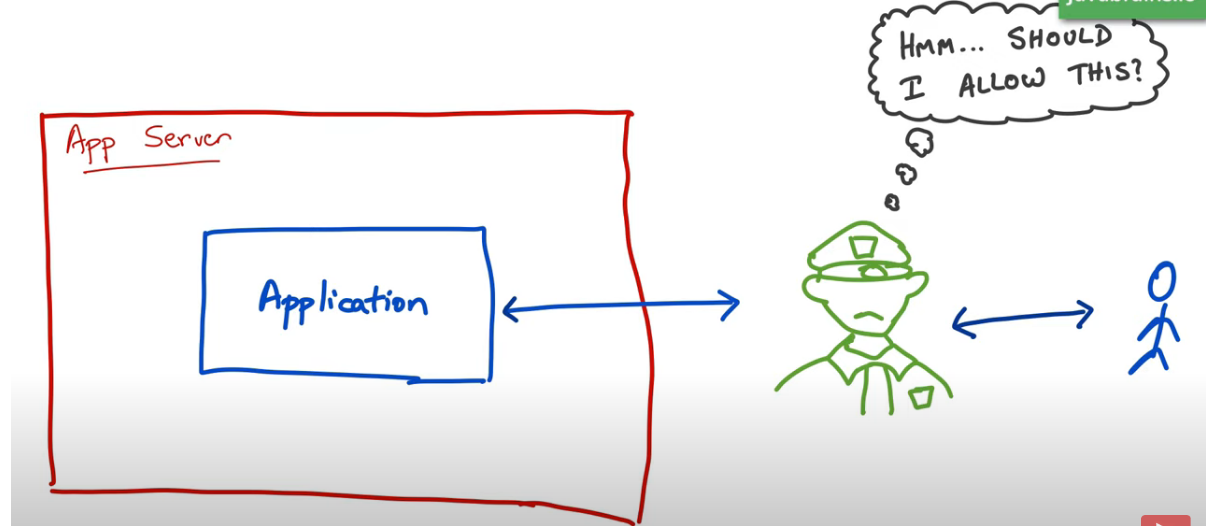 HMM... SHOULD
I ALLOW THIS?
App Server
Application